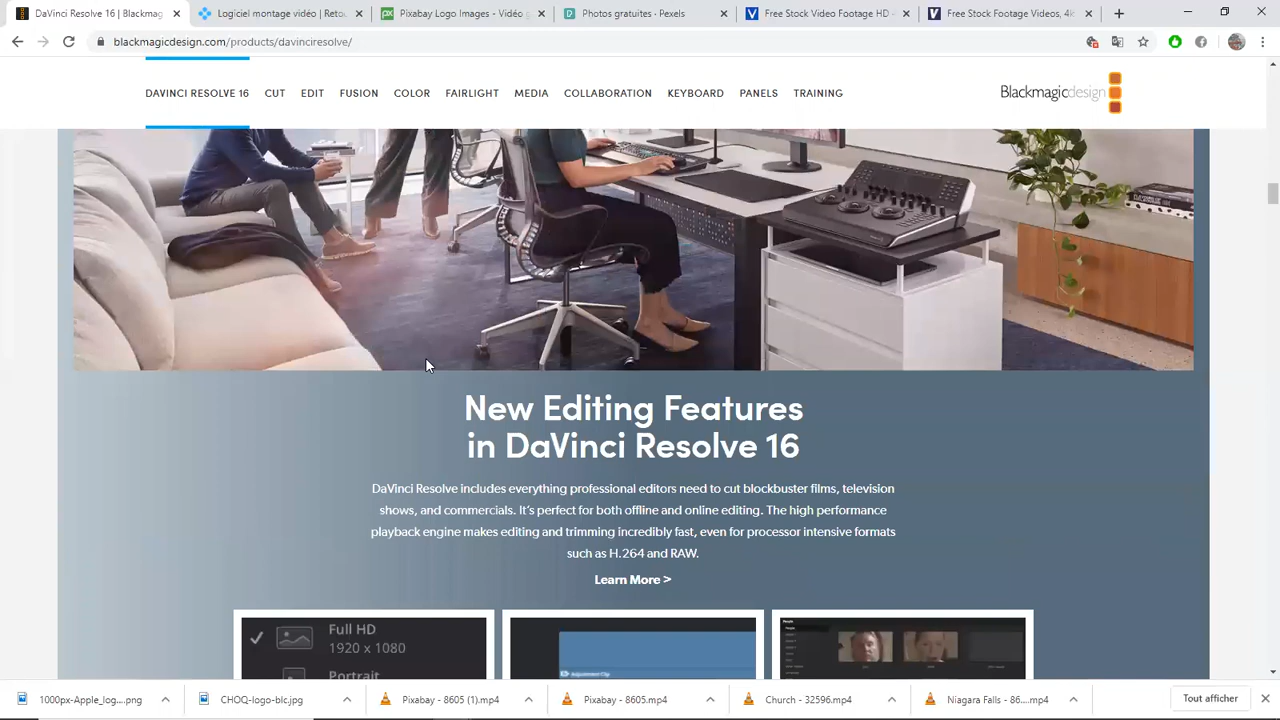 DaVinci Resolve 16 | Blackmag
Logiciel montage vidéo | Retou
Pixabay Logo Images - Vidéo g
Photos gratuites · Pexels
Free Stock Video Footage HD 4
Free Stock Footage Videos, 4k
blackmagicdesign.com/products/davinciresolve/
DAVINCI RESOLVE 16 CUT EDIT FUSION COLOR FAIRLIGHT MEDIA COLLABORATION KEYBOARD PANELS TRAINING
Blackmagicdesign
New Editing Features
in DaVinci Resolve 16
DaVinci Resolve includes everything professional editors need to cut blockbuster films, television
shows, and commercials. It's perfect for both offline and online editing. The high performance
playback engine makes editing and trimming incredibly fast, even for processor intensive formats
such as H.264 and RAW.
Learn More >
Full HD
1920 x 1080
Portrait
Adjustment Clip
People
1000px-Apple_log....png
CHOQ-logo-blc.jpg
Pixabay - 8605 (1).mp4
Pixabay - 8605.mp4
Church - 32596.mp4
Niagara Falls - 86....mp4
Tout afficher